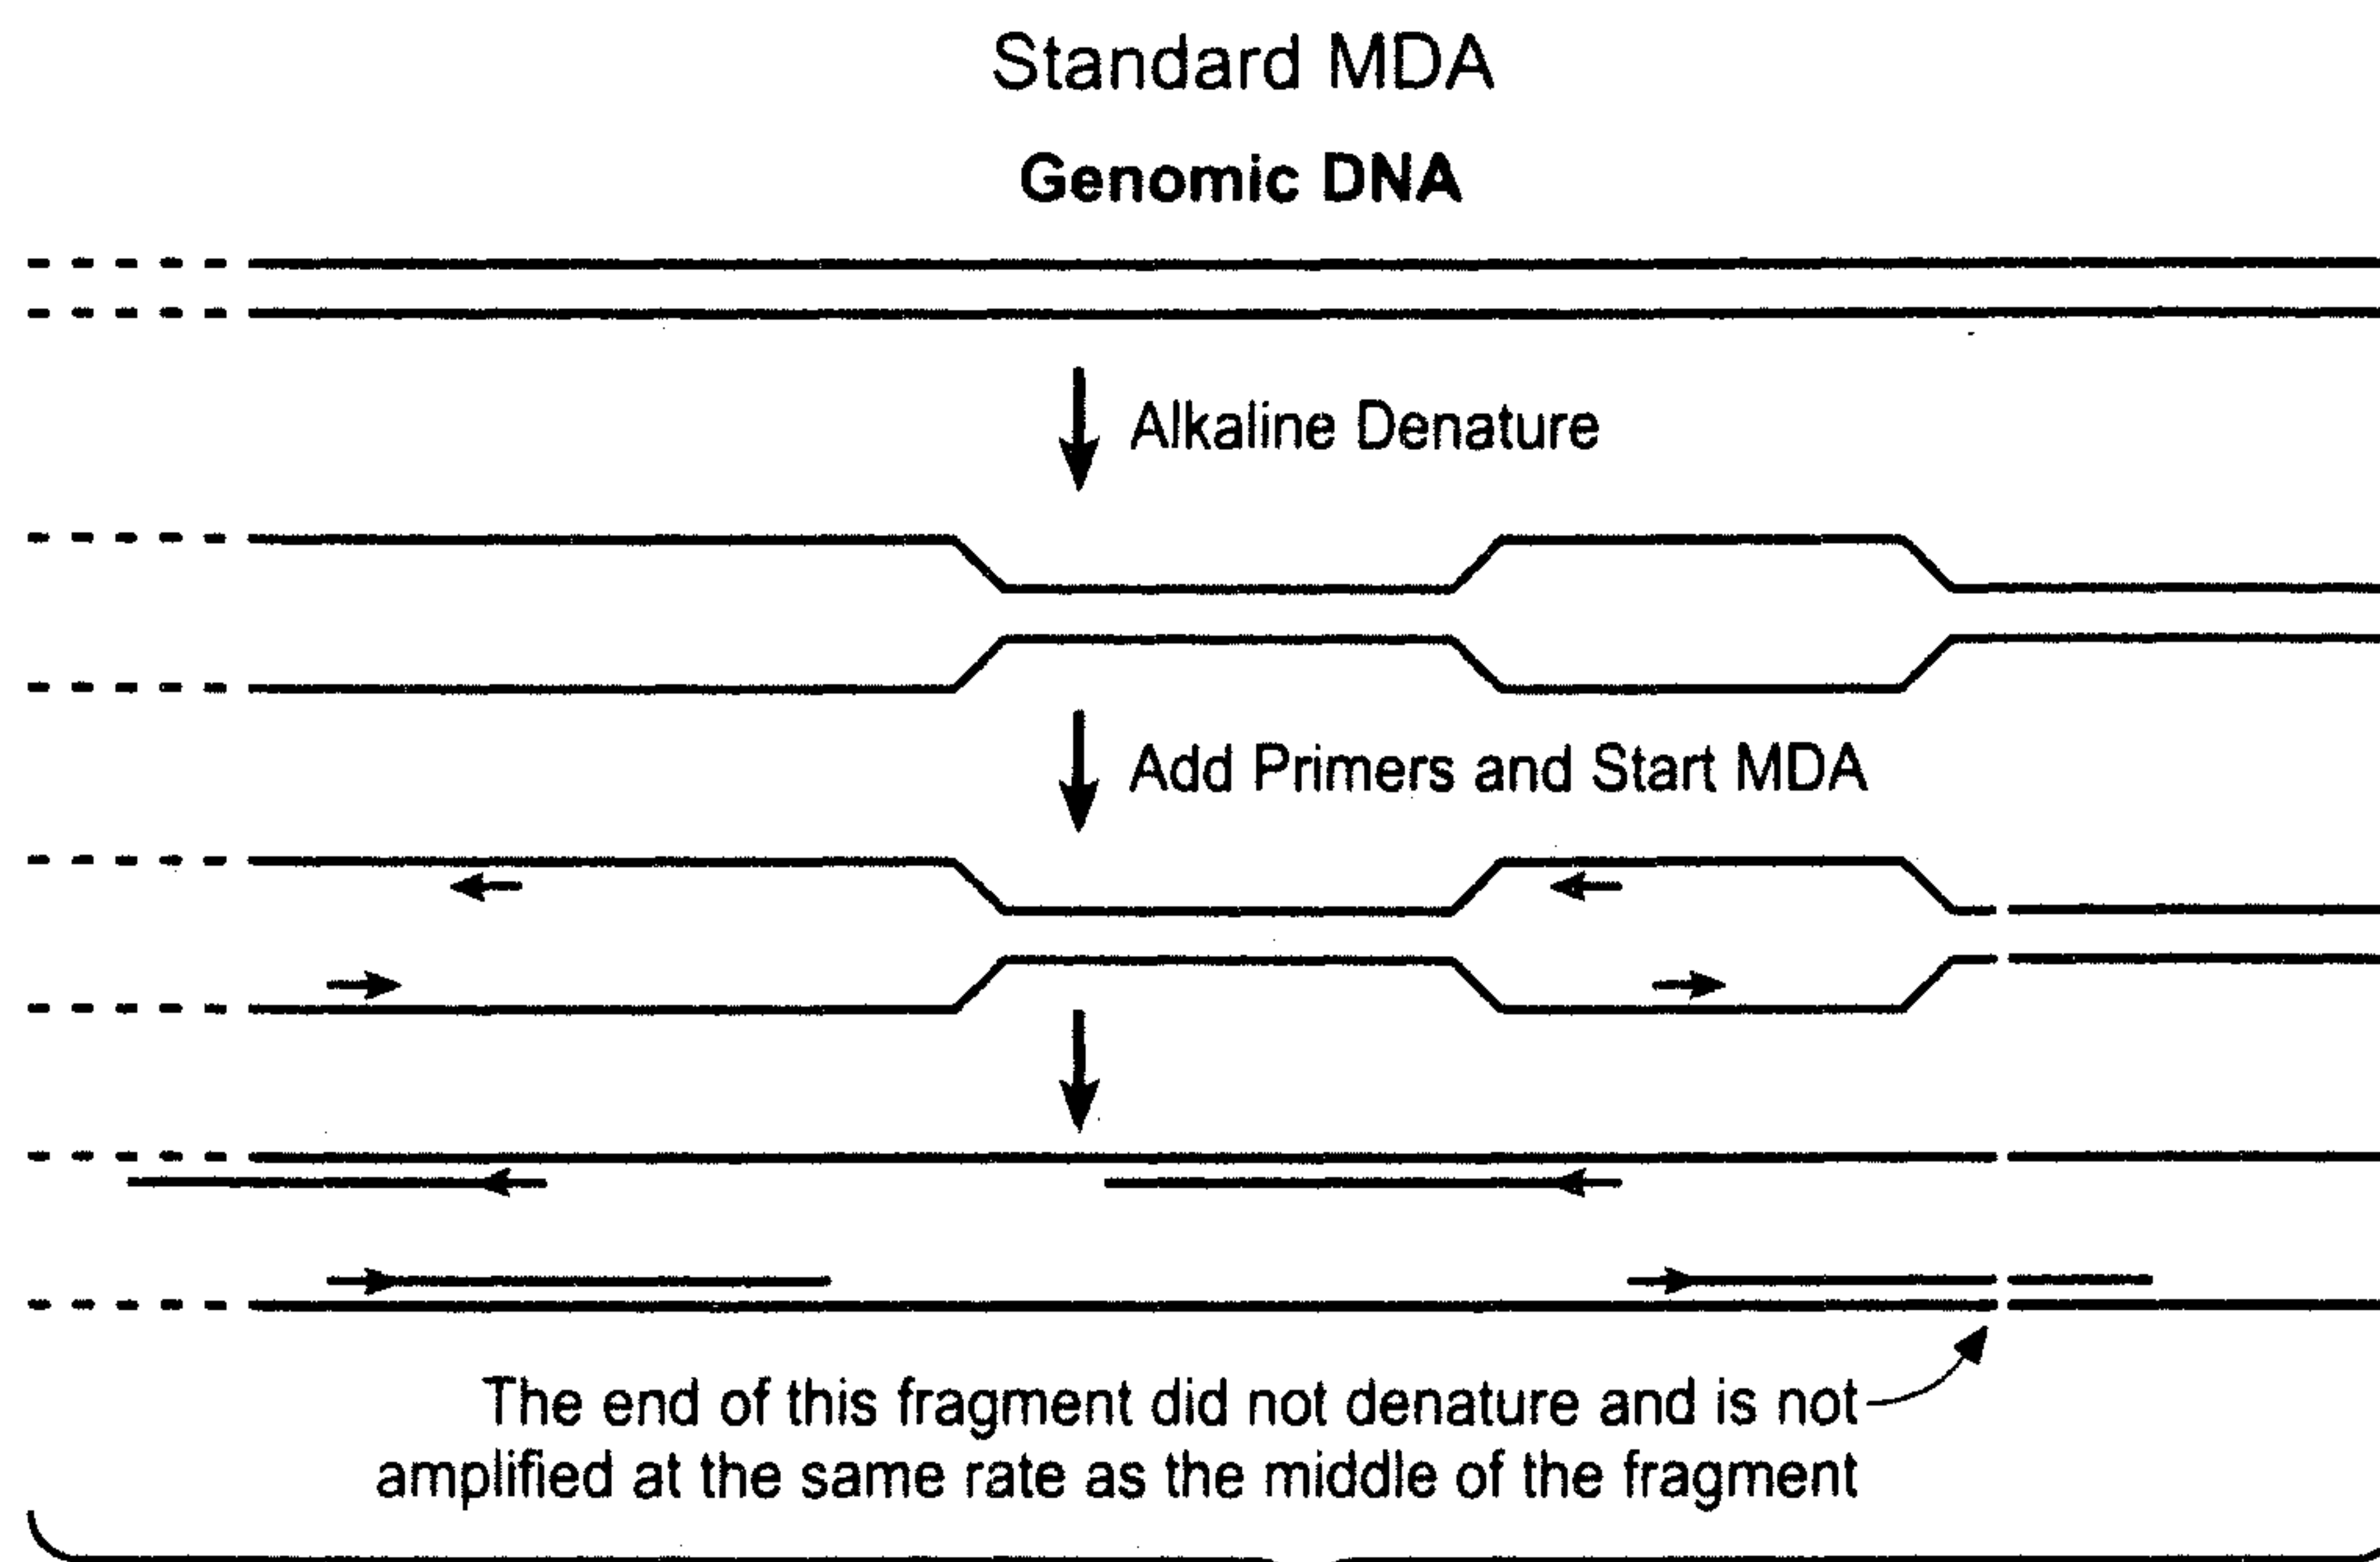 Standard MDA
Genomic DNA
Alkaline Denature
Add Primers and Start MDA
The end of this fragment did not denature and is not
amplified at the same rate as the middle of the fragment